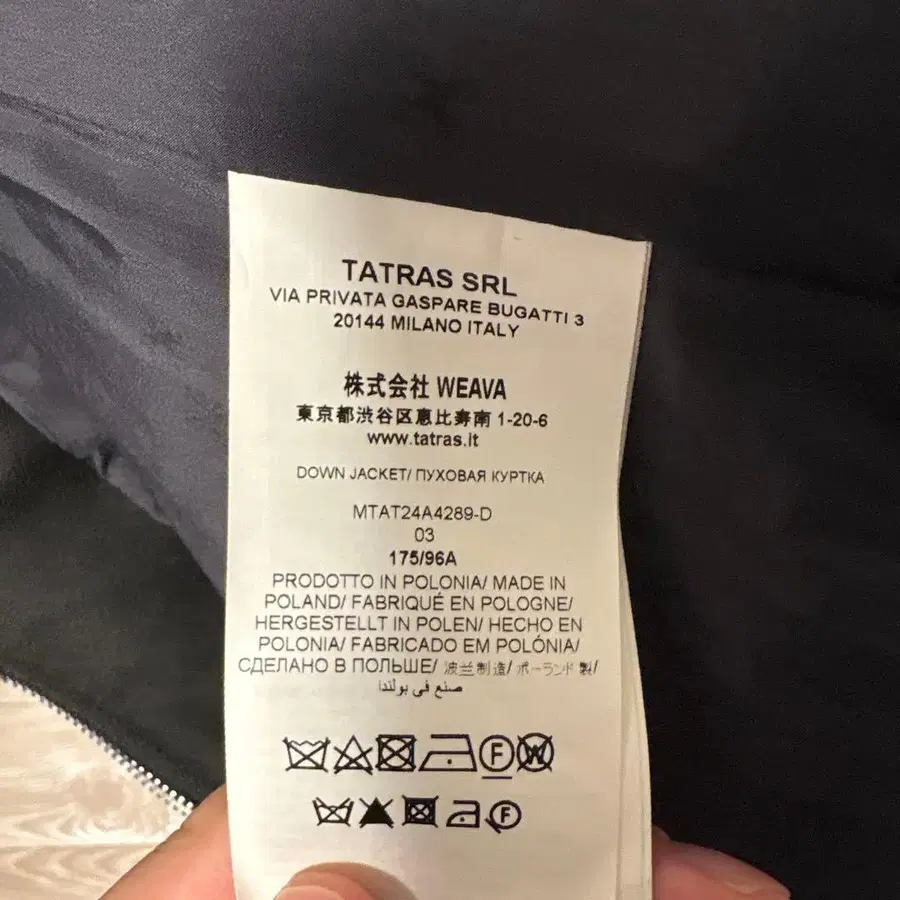 TATRAS SRL
VIA PRIVATA GASPARE BUGATTI 3
20144 MILANO ITALY
株式会社 WEAVA
東京都渋谷区恵比寿南 1-20-6
www.tatras.it
DOWN JACKET/ ПУХОВАЯ КУРТКА
MTAT24A4289-D
03
175/96A
PRODOTTO IN POLONIA/ MADE IN
POLAND/ FABRIQUÉ EN POLOGNE/
HERGESTELLT IN POLEN/ HECHO EN
POLONIA/ FABRICADO EM POLÓNIA/
СДЕЛАНО В ПОЛЬШЕ/ 波兰制造/ ポーランド製/
صنع في بولندا
F W
F